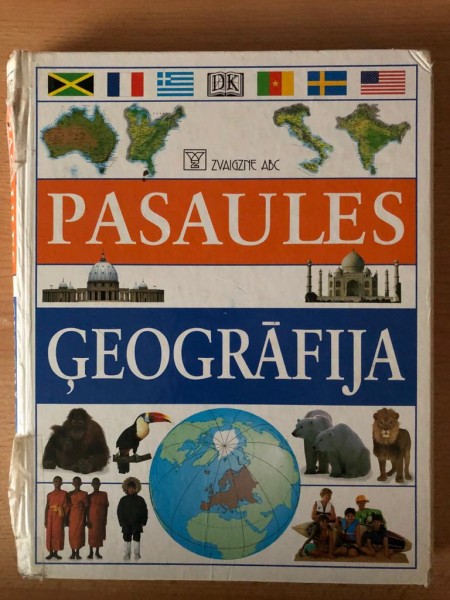 DK
ZVAIGZNE ABC
PASAULES
ĢEOGRĀFIJA